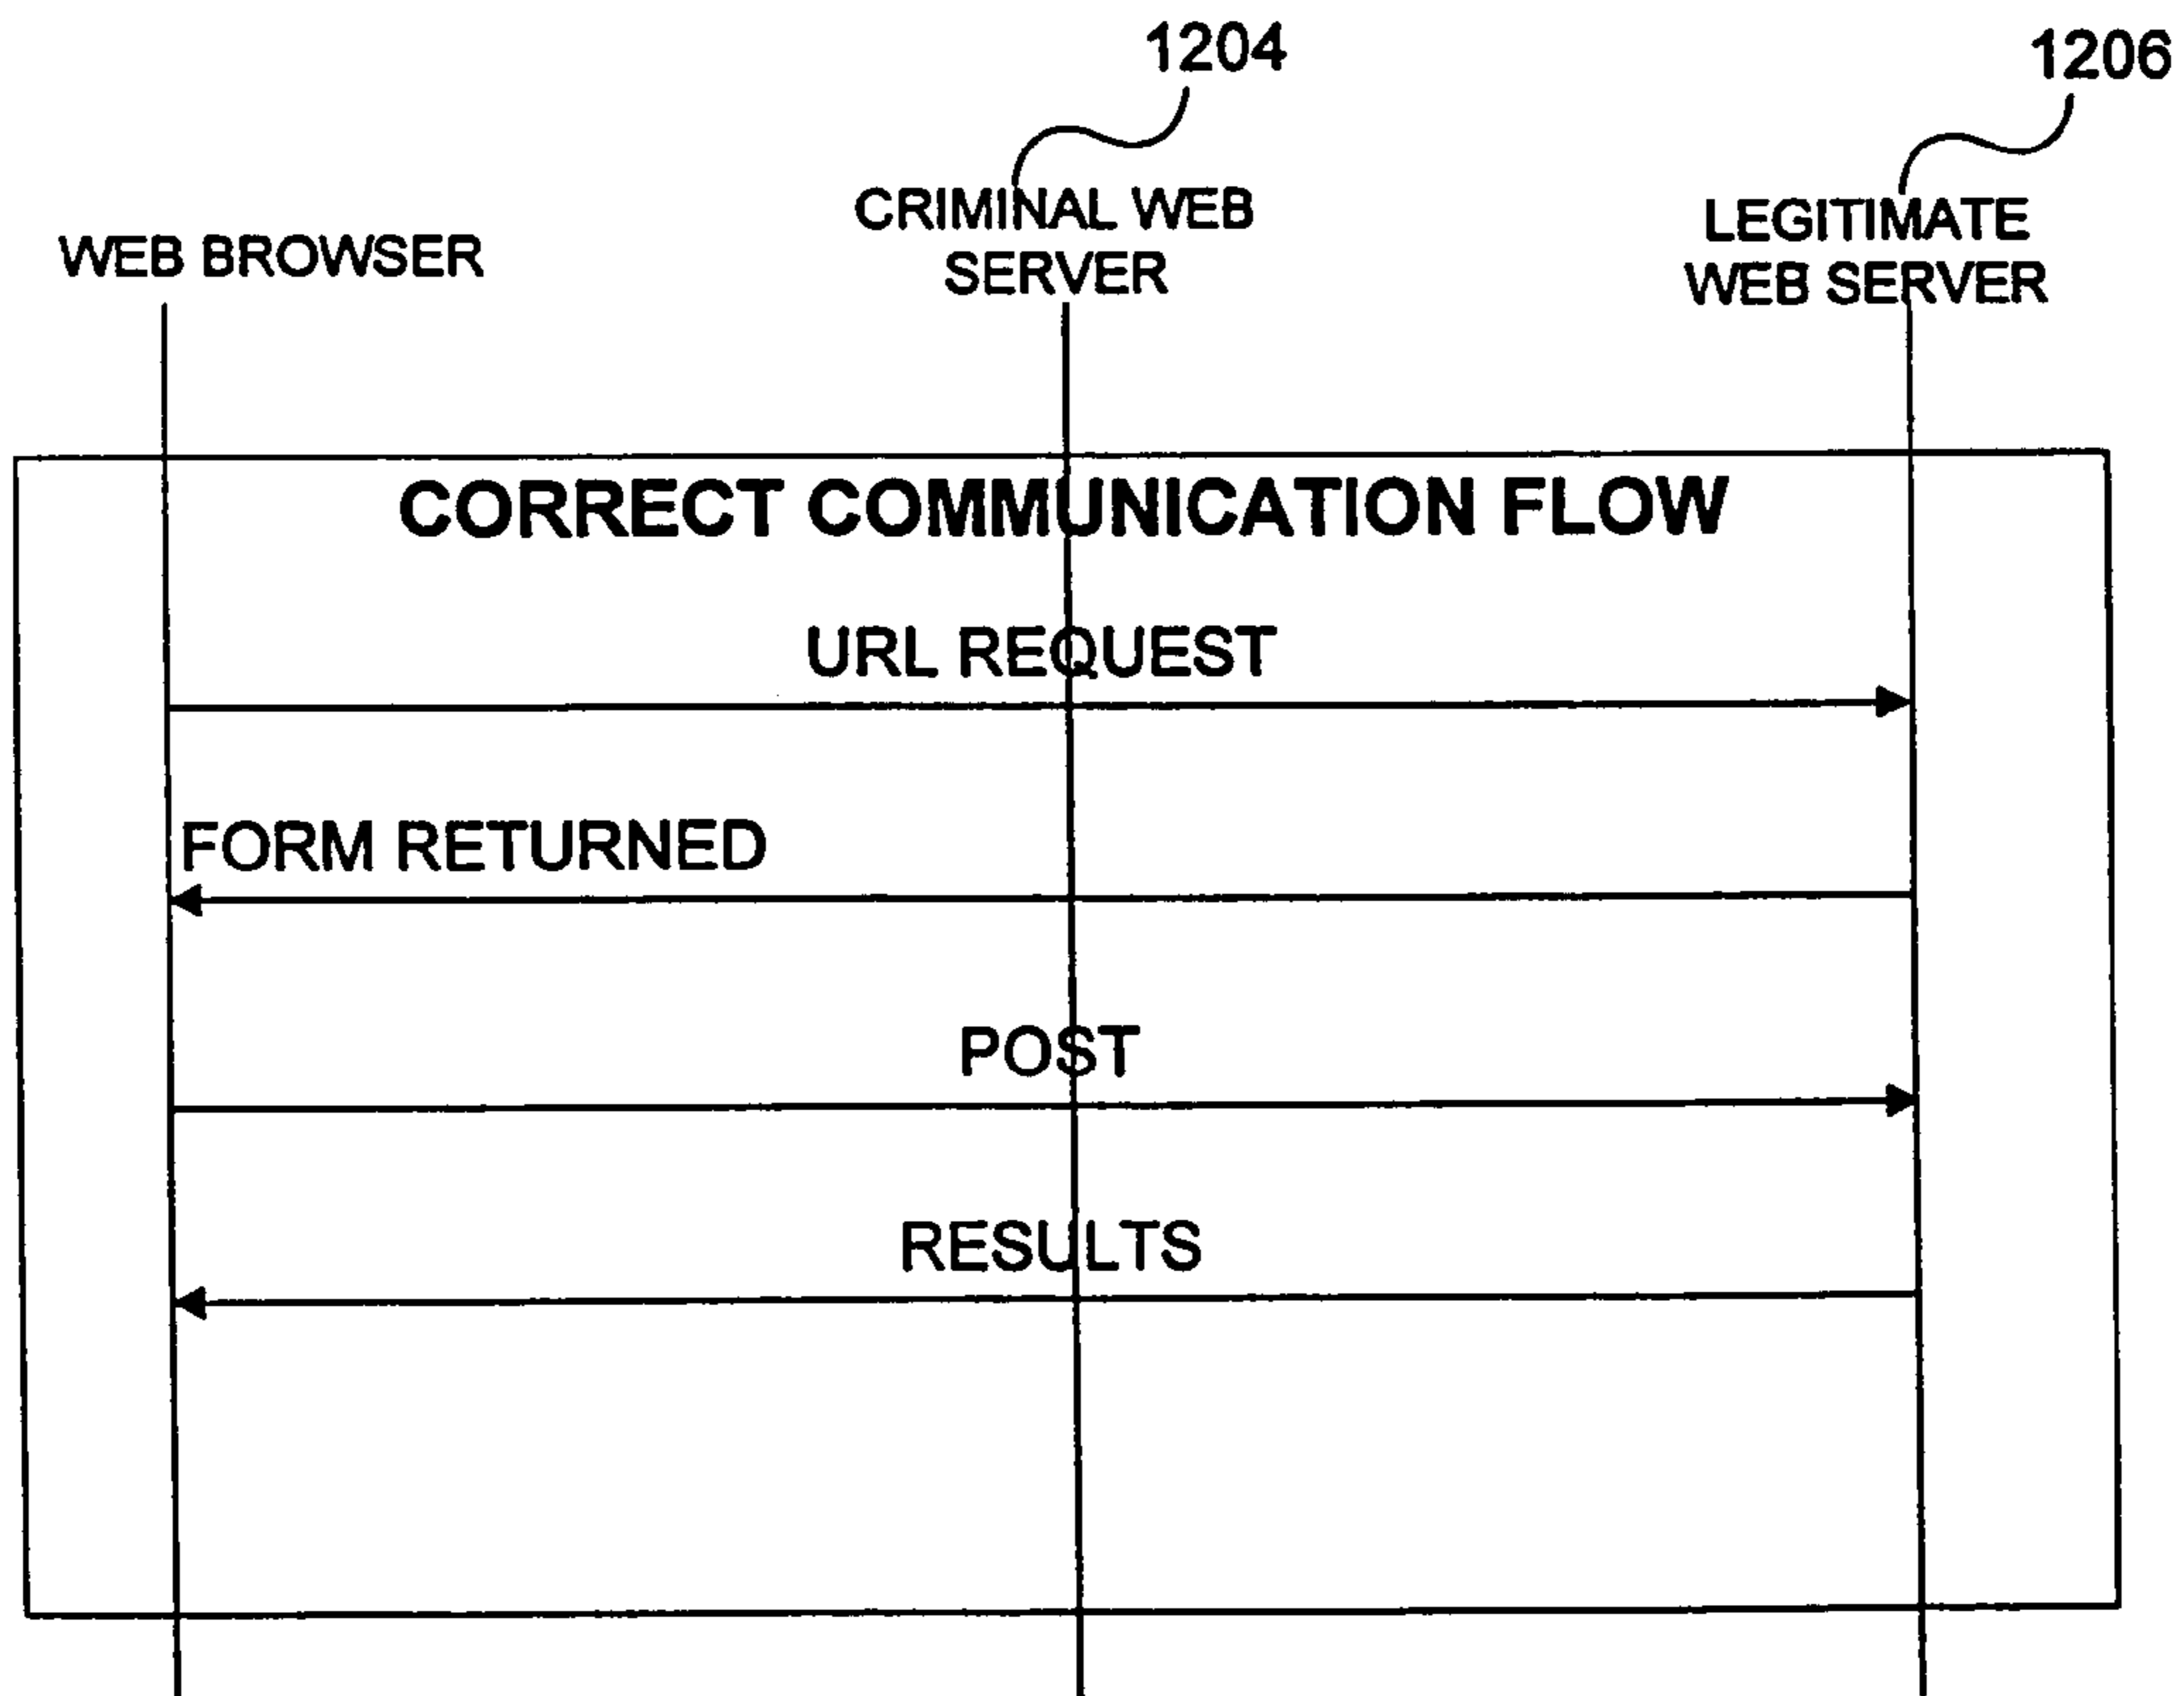 1204
1206
WEB BROWSER
CRIMINAL WEB
SERVER
LEGITIMATE
WEB SERVER
CORRECT COMMUNICATION FLOW
URL REQUEST
FORM RETURNED
POST
RESULTS